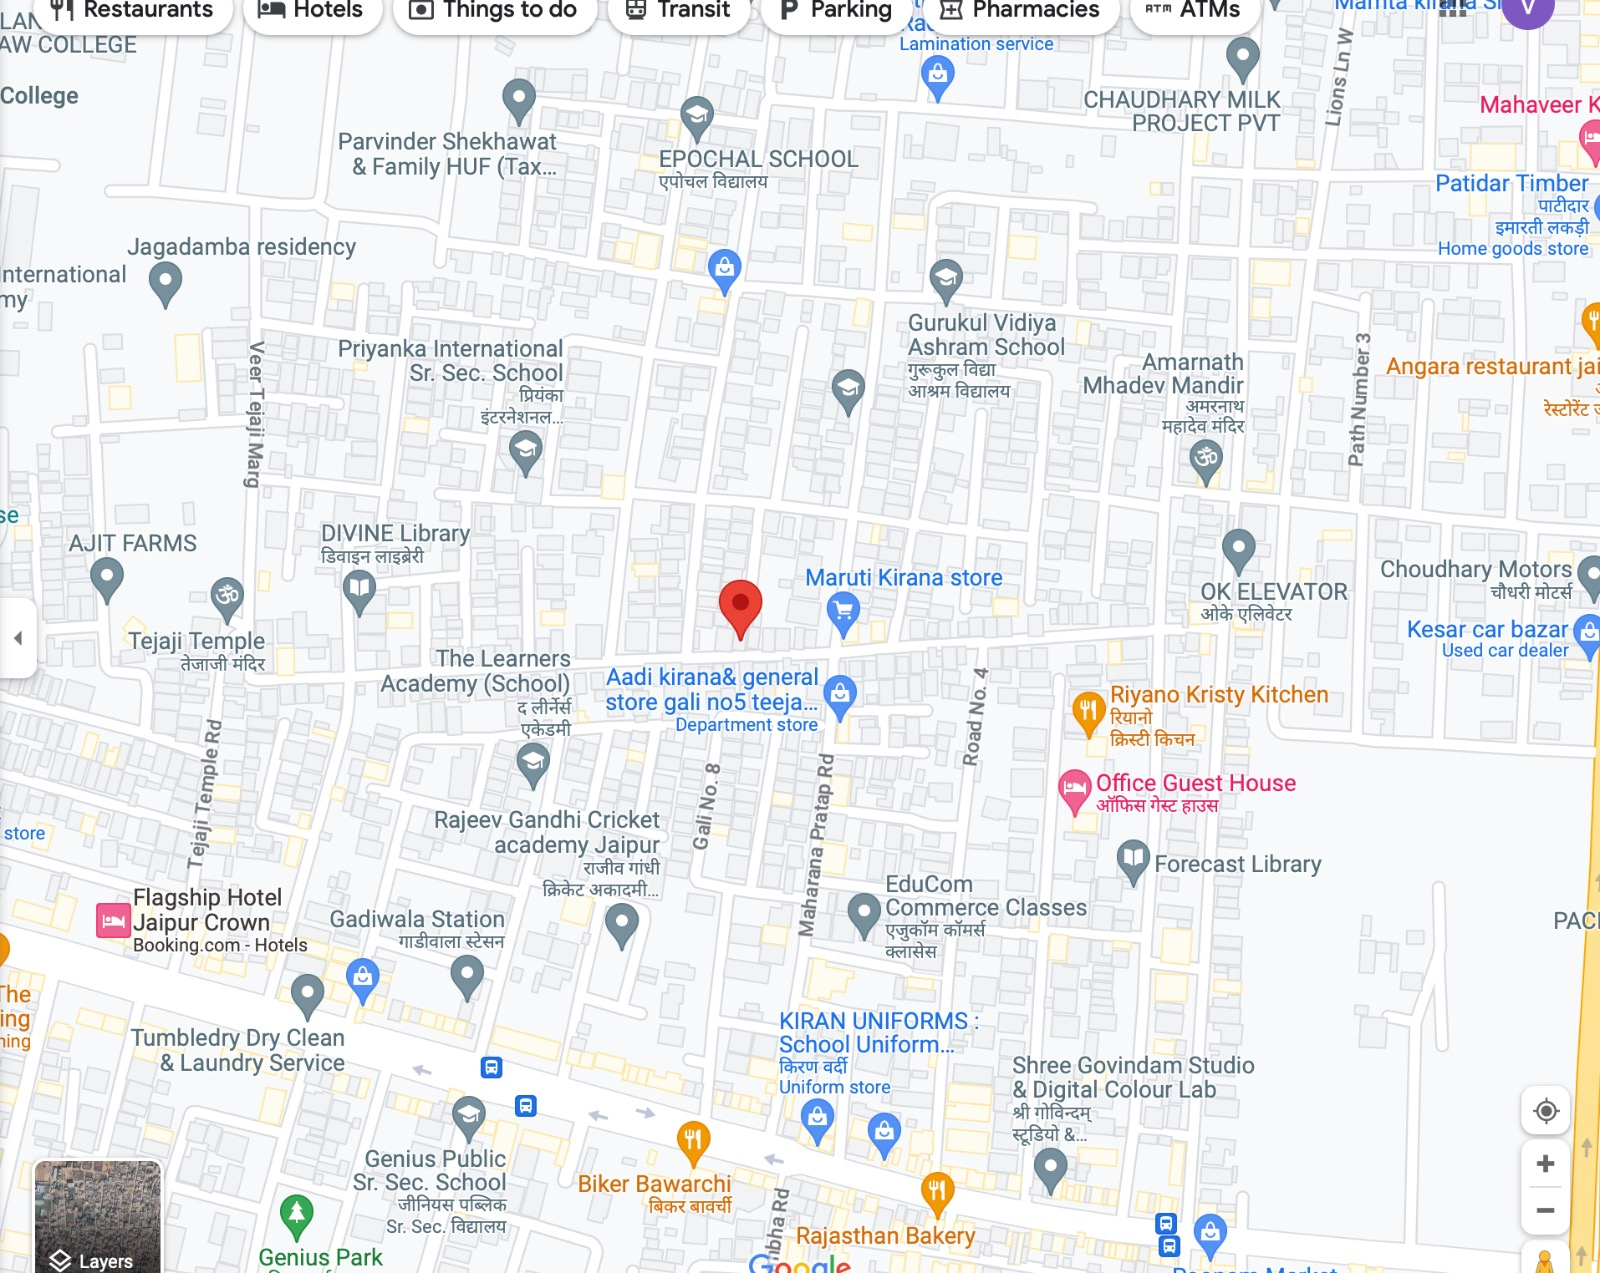 Restaurants
Hotels
Things to do
Transit
Parking
Pharmacies
ATM ATMs
V
LAN
AW COLLEGE
College
Lamination service
Lions Ln W
CHAUDHARY MILK
PROJECT PVT
Mahaveer K
Parvinder Shekhawat
& Family HUF (Tax...
EPOCHAL SCHOOL
एपोचल विद्यालय
Patidar Timber
पाटीदार
इमारती लकड़ी
Home goods store
Jagadamba residency
nternational
my
Gurukul Vidiya
Ashram School
गुरूकुल विद्या
आश्रम विद्यालय
Priyanka International
Sr. Sec. School
प्रियंका
इंटरनेशनल...
Veer Tejaji Marg
Amarnath
Mhadev Mandir
अमरनाथ
महादेव मंदिर
Path Number 3
Angara restaurant jai
रेस्टोरेंट
se
AJIT FARMS
DIVINE Library
डिवाइन लाइब्रेरी
Maruti Kirana store
OK ELEVATOR
ओके एलिवेटर
Choudhary Motors
चौधरी मोटर्स
Kesar car bazar
Used car dealer
Tejaji Temple
तेजाजी मंदिर
The Learners
Academy (School)
द लीर्नेर्स
एकेडमी
Aadi kirana& general
store gali no5 teeja...
Department store
Road No. 4
Riyano Kristy Kitchen
रियानो
क्रिस्टी किचन
Tejaji Temple Rd
Gali No. 8
Maharana Pratap Rd
Office Guest House
ऑफिस गेस्ट हाउस
store
Rajeev Gandhi Cricket
academy Jaipur
राजीव गांधी
क्रिकेट अकादमी...
Forecast Library
Flagship Hotel
Jaipur Crown
Booking.com - Hotels
Gadiwala Station
गाडीवाला स्टेसन
EduCom
Commerce Classes
एजुकॉम कॉमर्स
क्लासेस
PACI
The
ing
ning
Tumbledry Dry Clean
& Laundry Service
KIRAN UNIFORMS :
School Uniform...
किरण वर्दी
Uniform store
Shree Govindam Studio
& Digital Colour Lab
श्री गोविन्दम्
स्टूडियो &...
Genius Public
Sr. Sec. School
जीनियस पब्लिक
Sr. Sec. विद्यालय
Biker Bawarchi
बिकर बावर्ची
Rajasthan Bakery
Genius Park
Layers
Google